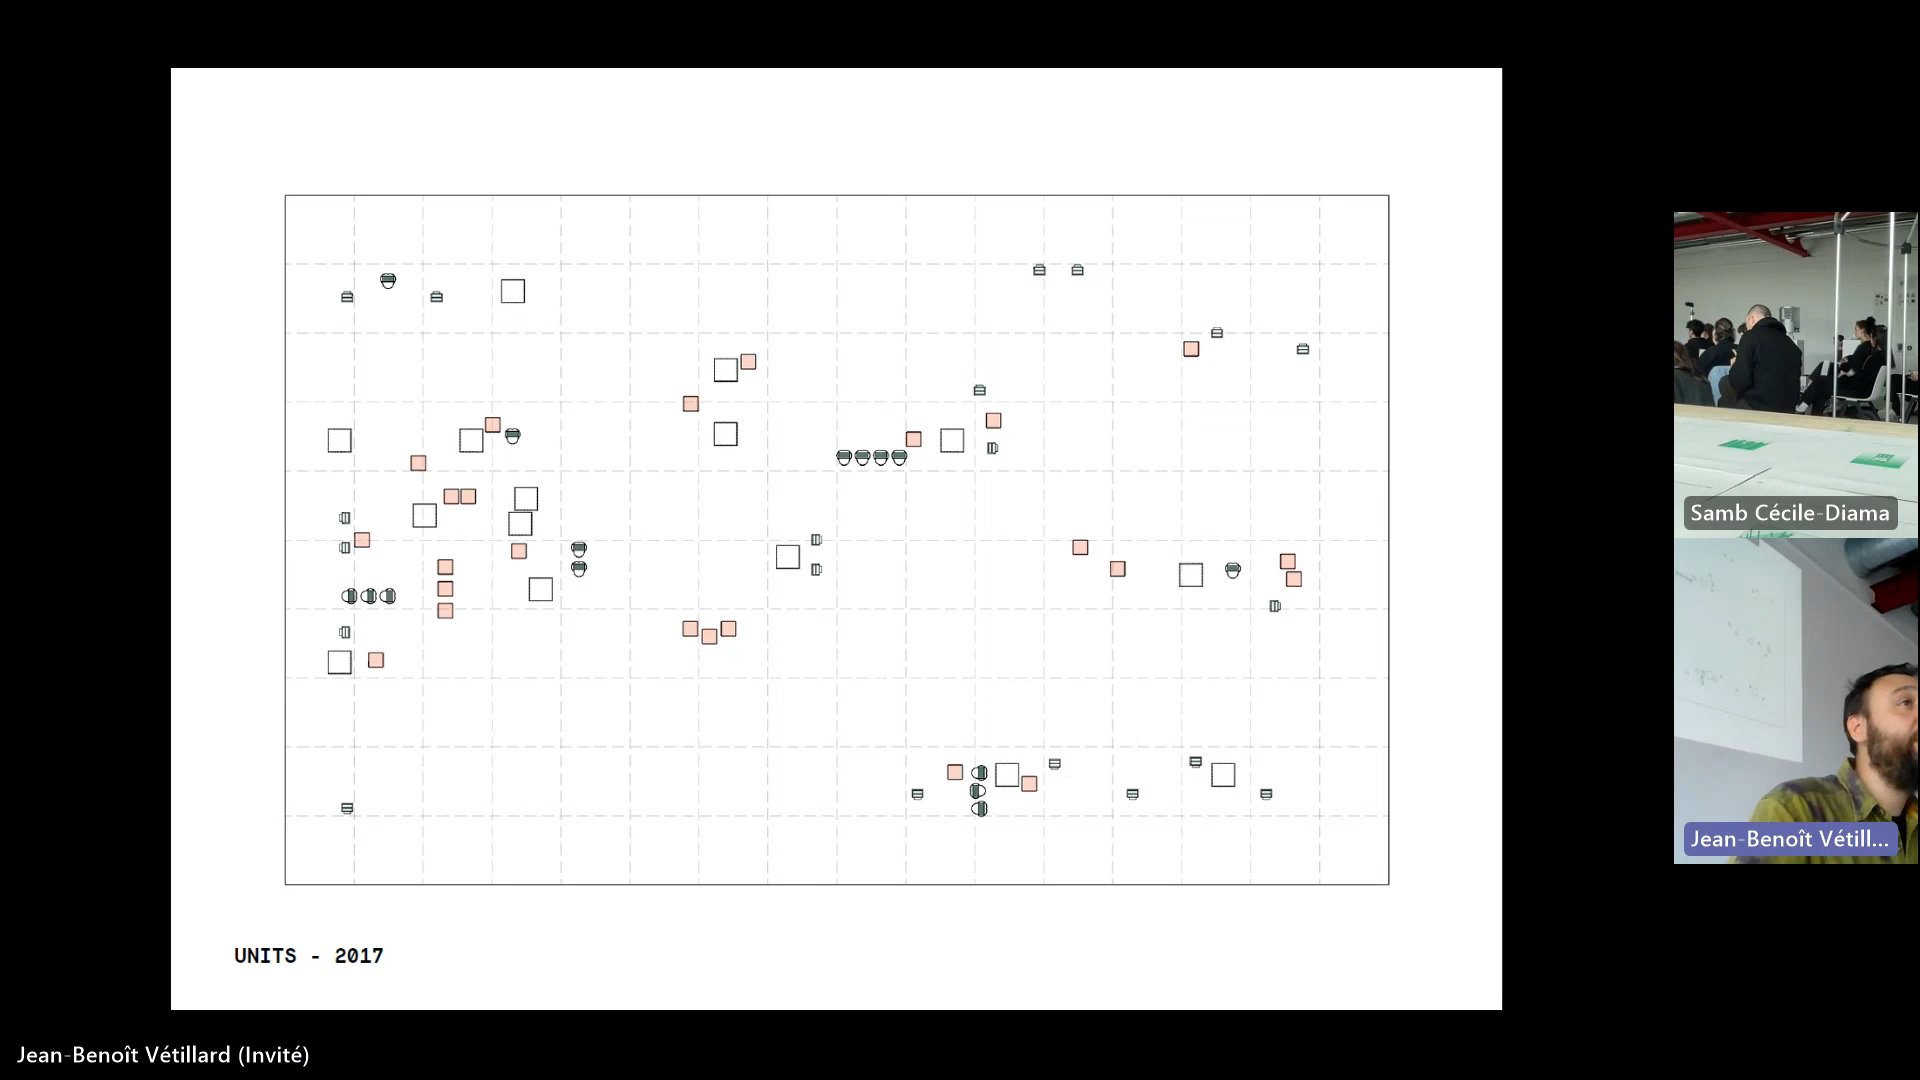 UNITS - 2017
Samb Cécile-Diama
Jean-Benoît Vétill...
Jean-Benoît Vétillard (Invité)